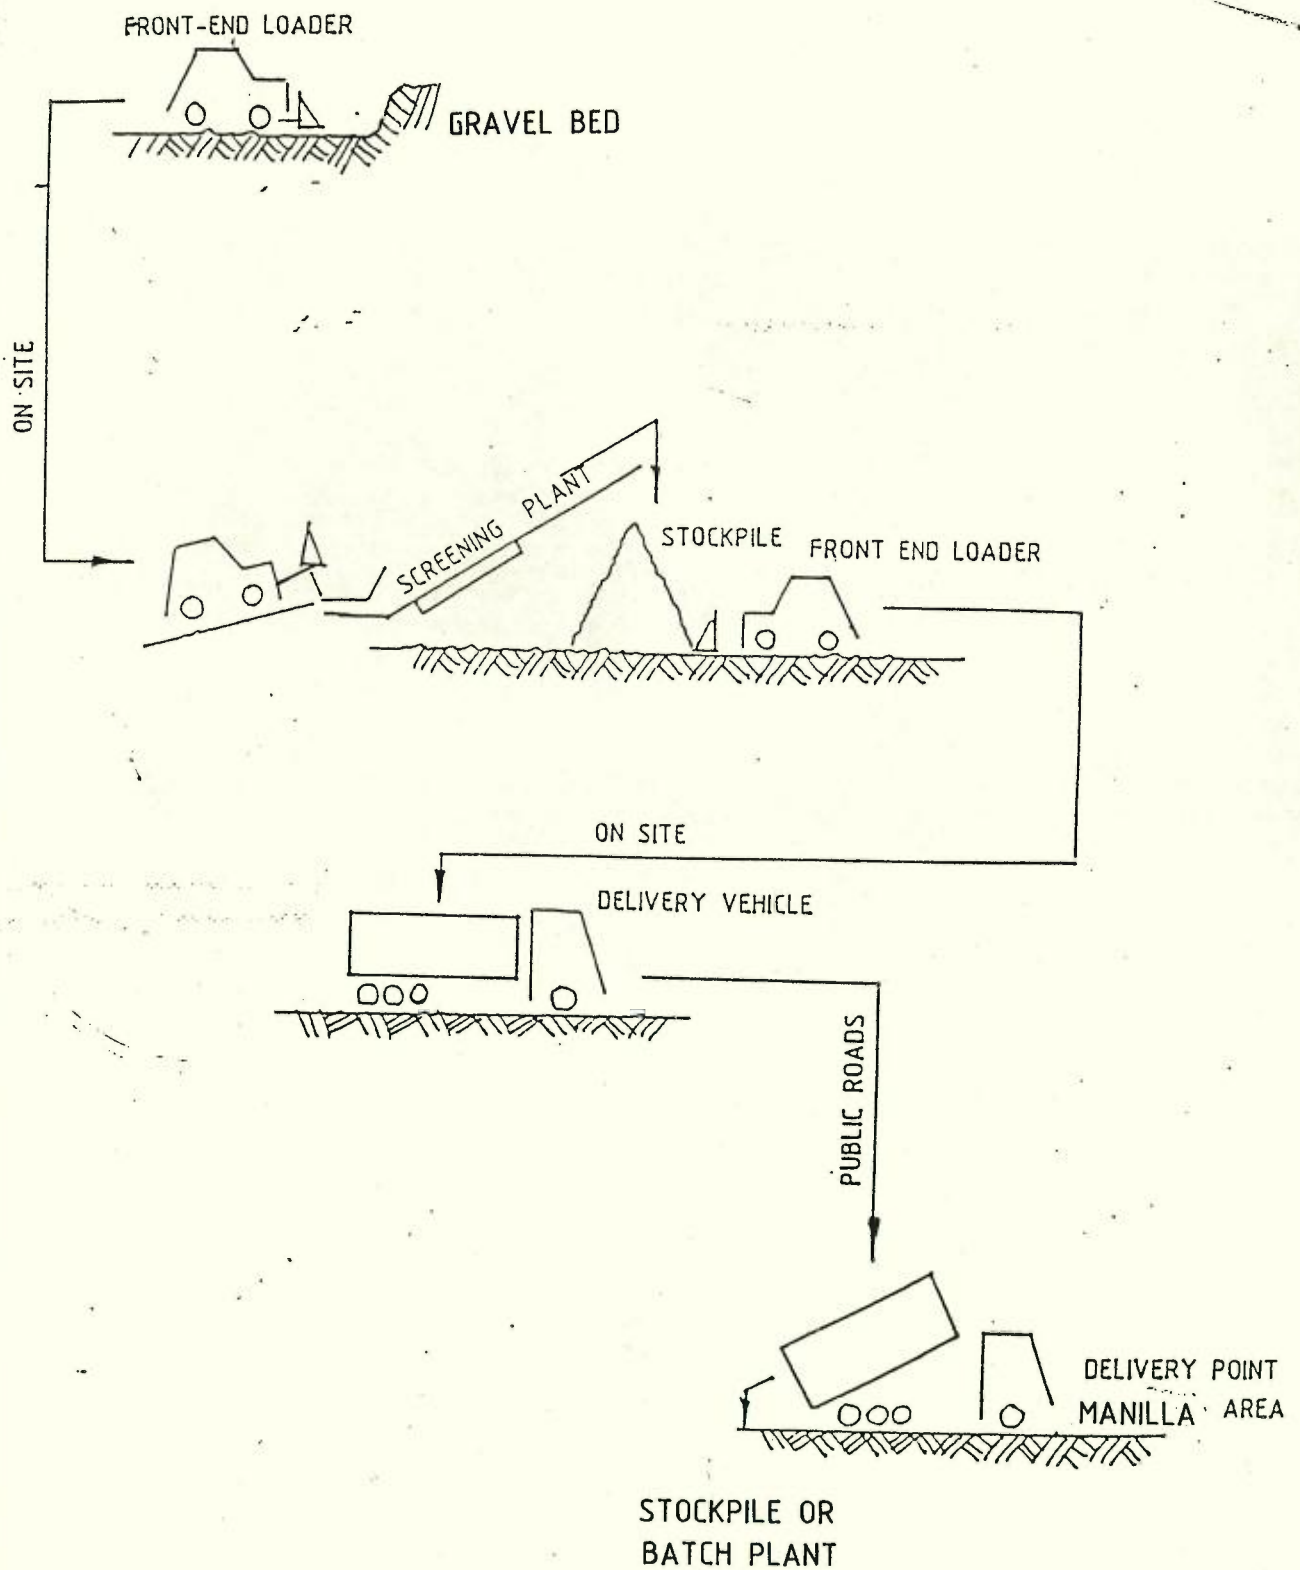 FRONT-END LOADER
GRAVEL BED
ON SITE
SCREENING PLANT
STOCKPILE
FRONT END LOADER
ON SITE
DELIVERY VEHICLE
PUBLIC ROADS
DELIVERY POINT
MANILLA AREA
STOCKPILE OR
BATCH PLANT